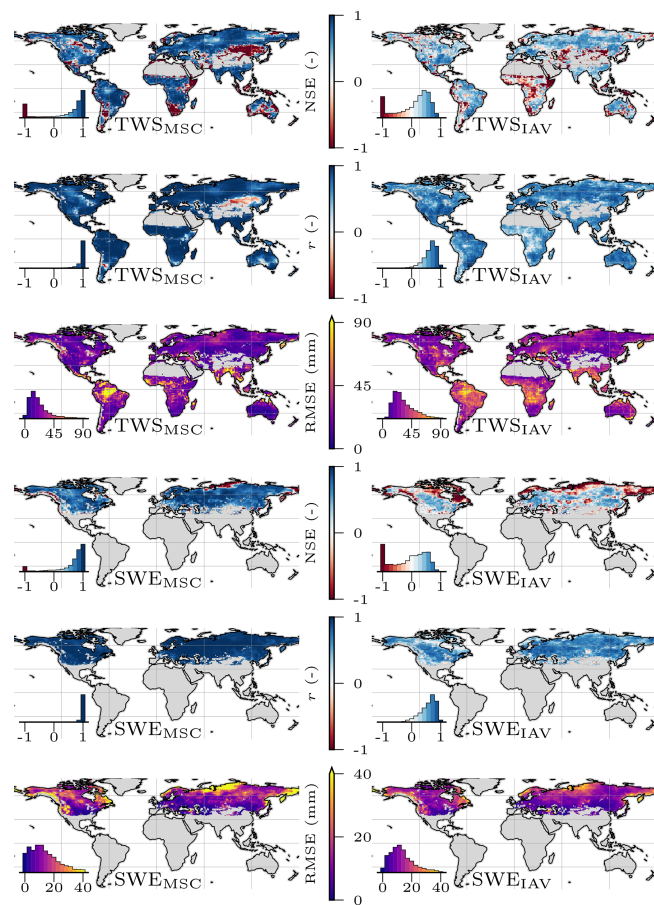 1
NSE (-)
0
-1
-1 0 1
TWS_MSC
-1 0 1
TWS_IAV
1
r (-)
0
-1
-1 0 1
TWS_MSC
-1 0 1
TWS_IAV
90
RMSE (mm)
45
0
0 45 90
TWS_MSC
0 45 90
TWS_IAV
1
NSE (-)
0
-1
-1 0 1
SWE_MSC
-1 0 1
SWE_IAV
1
r (-)
0
-1
-1 0 1
SWE_MSC
-1 0 1
SWE_IAV
40
RMSE (mm)
20
0
0 20 40
SWE_MSC
0 20 40
SWE_IAV